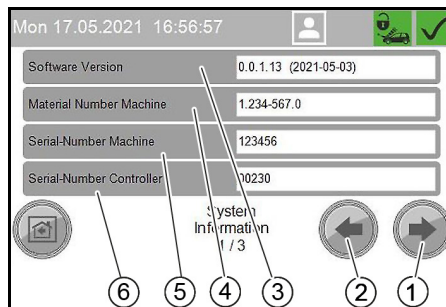 Mon 17.05.2021 16:56:57
Software Version 0.0.1.13 (2021-05-03)
Material Number Machine 1.234-567.0
Serial-Number Machine 123456
Serial-Number Controller 00230
System
Information
1 / 3
6 5 4 3 2 1